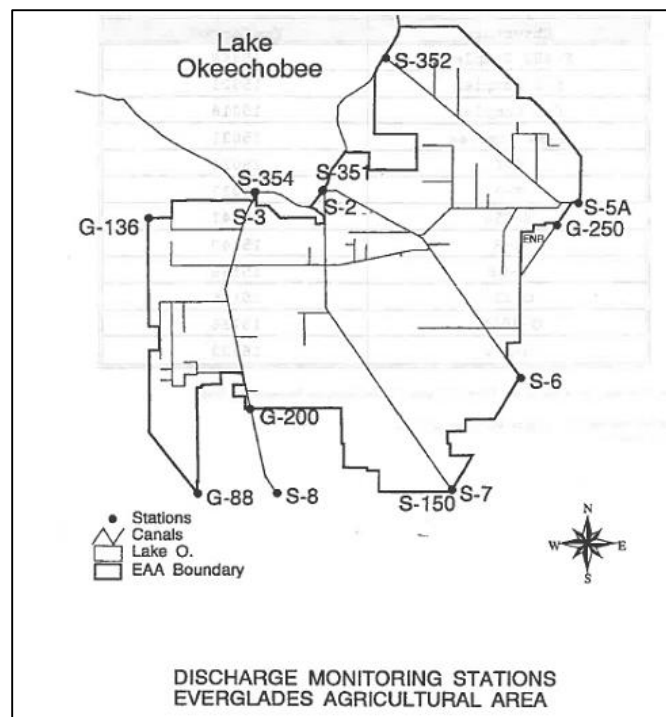 Lake
Okeechobee
S-352
S-351
S-354
S-3
S-2
S-5A
G-136
G-250
ENR
S-6
G-200
G-88
S-8
S-150
S-7
Stations
Canals
Lake O.
EAA Boundary
N
W
E
S
DISCHARGE MONITORING STATIONS
EVERGLADES AGRICULTURAL AREA